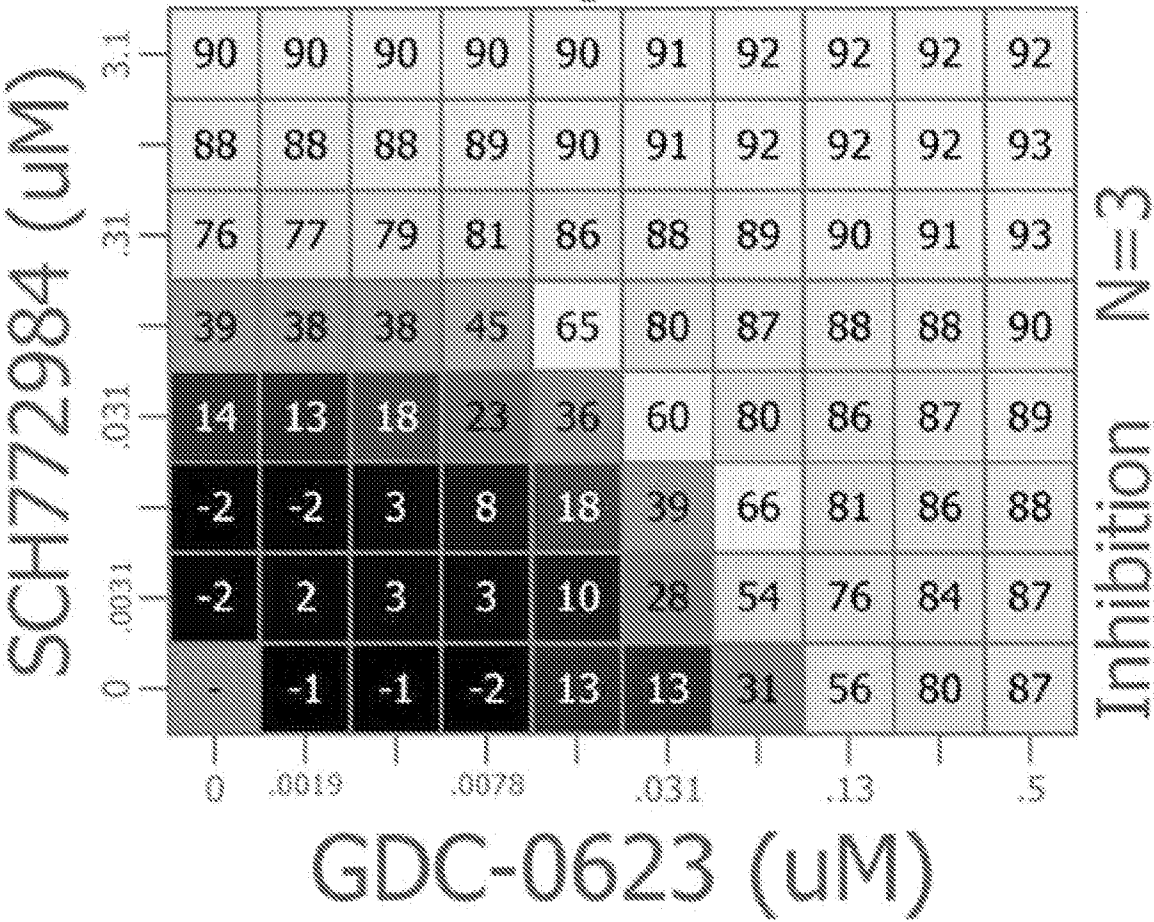 SCH772984 (uM)
3.1 90 90 90 90 90 91 92 92 92 92
88 88 88 89 90 91 92 92 92 93
.31 76 77 79 81 86 88 89 90 91 93
39 38 38 45 65 80 87 88 88 90
.031 14 13 18 23 36 60 80 86 87 89
-2 -2 3 8 18 39 66 81 86 88
.0031 -2 2 3 3 10 28 54 76 84 87
0 - -1 -1 -2 13 13 31 56 80 87
0 .0019 .0078 .031 .13 .5
GDC-0623 (uM)
Inhibition N=3